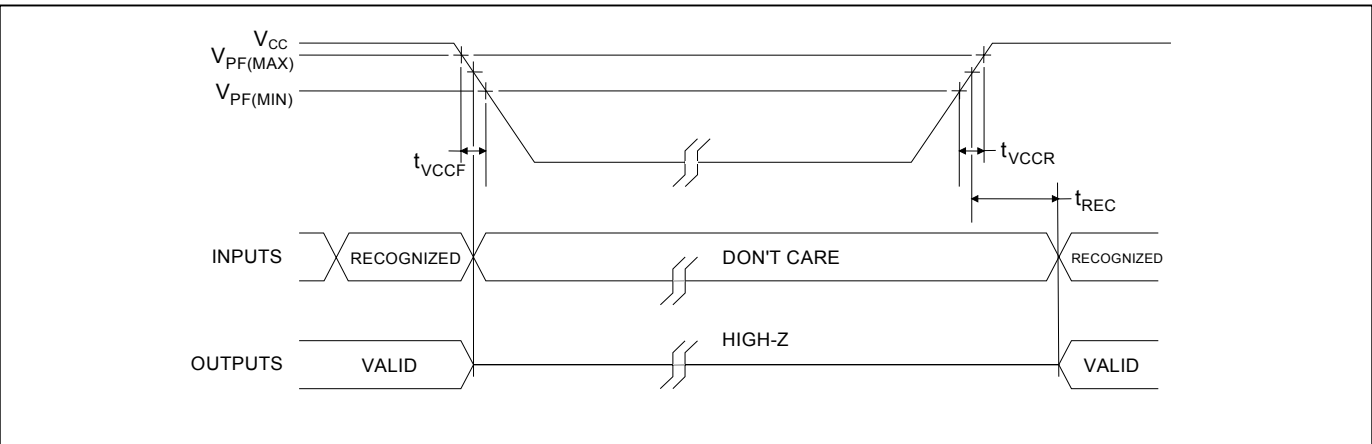 VCC
VPF(MAX)
VPF(MIN)
tVCCF
tVCCR
tREC
INPUTS
RECOGNIZED
DON'T CARE
RECOGNIZED
HIGH-Z
OUTPUTS
VALID
VALID